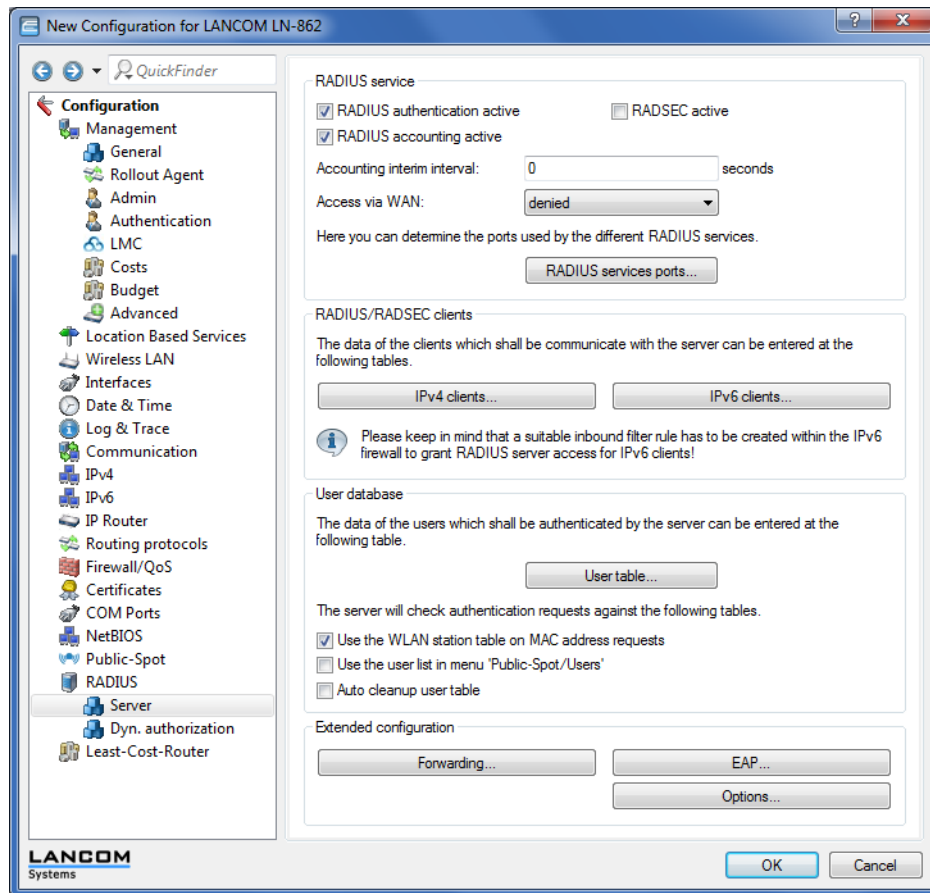 New Configuration for LANCOM LN-862
QuickFinder
Configuration
Management
General
Rollout Agent
Admin
Authentication
LMC
Costs
Budget
Advanced
Location Based Services
Wireless LAN
Interfaces
Date & Time
Log & Trace
Communication
IPv4
IPv6
IP Router
Routing protocols
Firewall/QoS
Certificates
COM Ports
NetBIOS
Public-Spot
RADIUS
Server
Dyn. authorization
Least-Cost-Router
RADIUS service
RADIUS authentication active
RADSEC active
RADIUS accounting active
Accounting interim interval: 0 seconds
Access via WAN: denied
Here you can determine the ports used by the different RADIUS services.
RADIUS services ports...
RADIUS/RADSEC clients
The data of the clients which shall be communicate with the server can be entered at the
following tables.
IPv4 clients...
IPv6 clients...
Please keep in mind that a suitable inbound filter rule has to be created within the IPv6
firewall to grant RADIUS server access for IPv6 clients!
User database
The data of the users which shall be authenticated by the server can be entered at the
following table.
User table...
The server will check authentication requests against the following tables.
Use the WLAN station table on MAC address requests
Use the user list in menu 'Public-Spot/Users'
Auto cleanup user table
Extended configuration
Forwarding...
EAP...
Options...
LANCOM
Systems
OK
Cancel